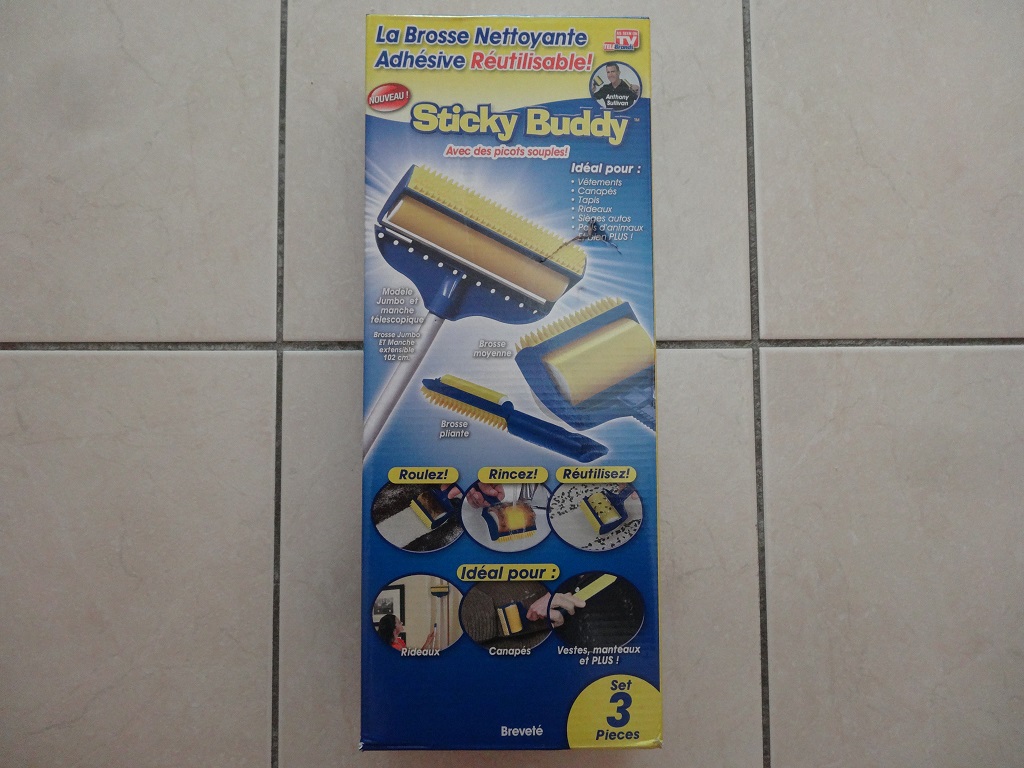 La Brosse Nettoyante
Adhésive Réutilisable!
TV
Anthony
Sullivan
NOUVEAU !
Sticky Buddy™
Avec des picots souples!
Idéal pour :
• Vêtements
• Canapés
• Tapis
• Rideaux
• Sièges autos
• Poils d'animaux
et bien PLUS !
Modèle
Jumbo et
manche
télescopique
Brosse Jumbo
ET Manche
extensible
102 cm.
Brosse
moyenne
Brosse
pliante
Roulez!
Rincez!
Réutilisez!
Idéal pour :
Rideaux
Canapés
Vestes, manteaux
et PLUS !
Set
3
Pieces
Breveté